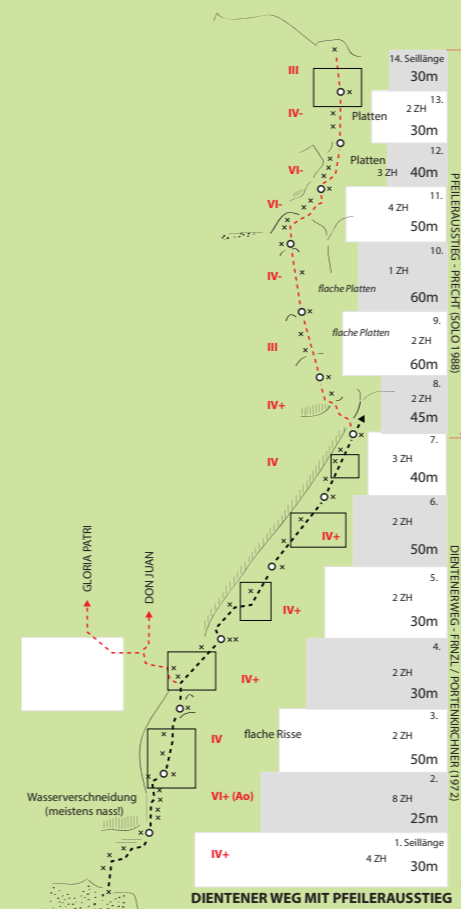 14. Seillänge
III
30m
13.
2 ZH
IV-
Platten
30m
12.
Platten
VI-
3 ZH 40m
11.
VI-
4 ZH
50m
10.
1 ZH
IV-
flache Platten
60m
9.
flache Platten
2 ZH
III
60m
8.
2 ZH
IV+
45m
PFEILERAUSSTIEG - PRECHT (SOLO 1988)
7.
3 ZH
IV
40m
6.
2 ZH
IV+
50m
5.
2 ZH
IV+
30m
4.
2 ZH
IV+
30m
3.
IV
flache Risse
2 ZH
50m
2.
VI+ (Ao)
8 ZH
25m
1. Seillänge
IV+
4 ZH
30m
DIENTENERWEG - FRNZL / PORTENKIRCHNER (1972)
GLORIA PATRI
DON JUAN
Wasserverschneidung
(meistens nass!)
DIENTENER WEG MIT PFEILERAUSSTIEG